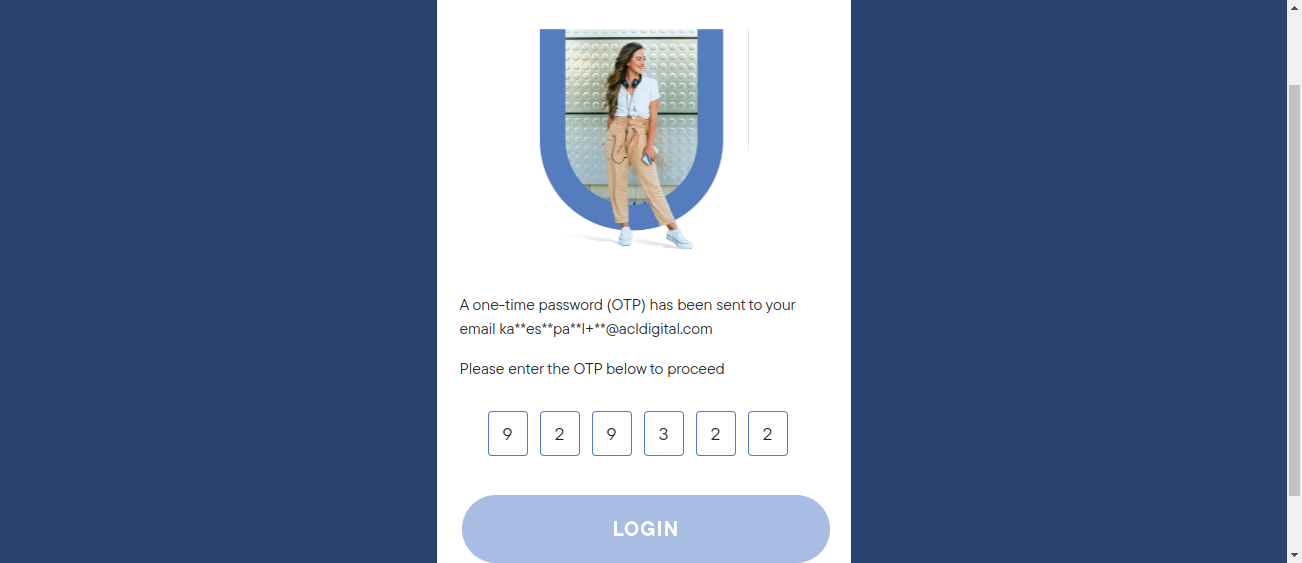 A one-time password (OTP) has been sent to your
email ka**es**pa**l+**@acldigital.com
Please enter the OTP below to proceed
9 2 9 3 2 2
LOGIN